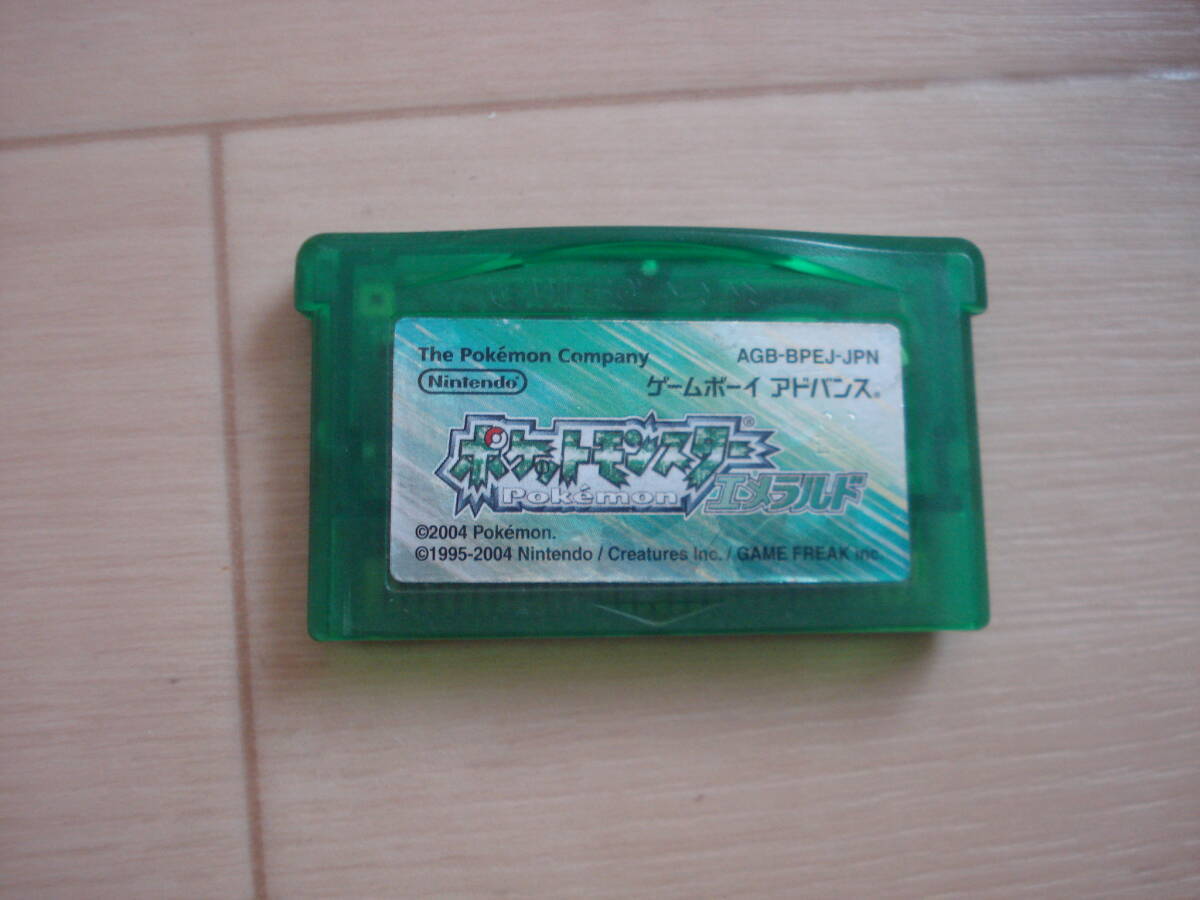 The Pokémon Company AGB-BPEJ-JPN
Nintendo® ゲームボーイ アドバンス®
ポケットモンスター®
Pokémon エメラルド
©2004 Pokémon.
©1995-2004 Nintendo / Creatures Inc. / GAME FREAK inc.